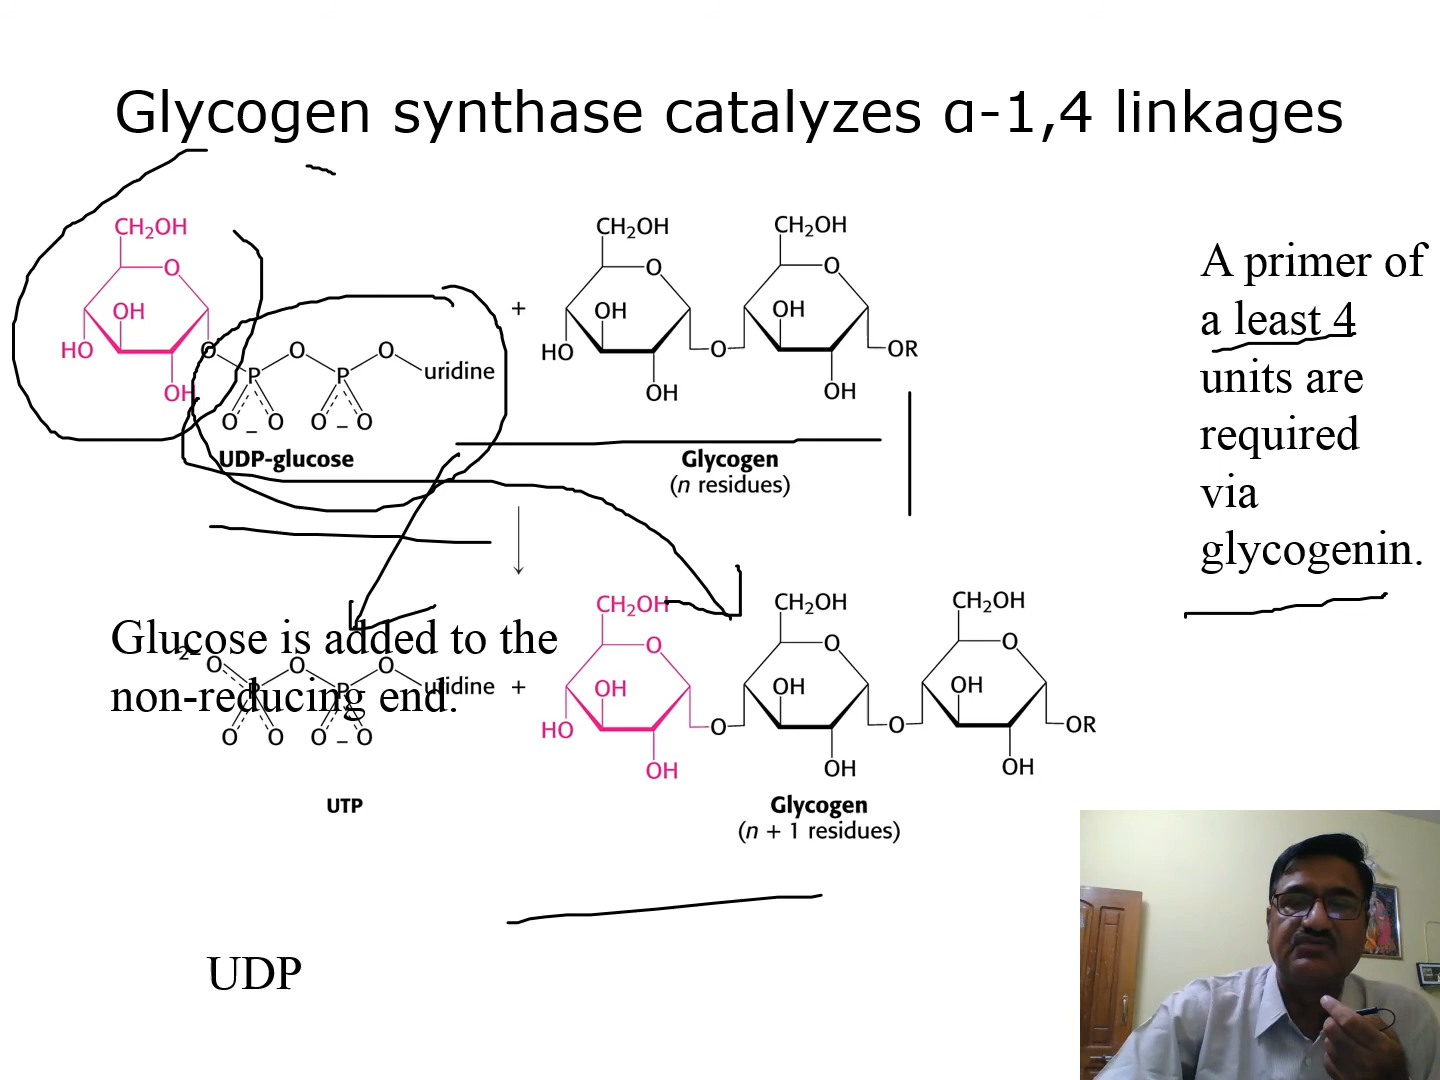 Glycogen synthase catalyzes α-1,4 linkages
CH₂OH
O
OH
HO
OH
O
P
O
P
O
uridine
O
O
O
O
–
–
UDP-glucose
+
CH₂OH
CH₂OH
O
O
OH
OH
HO
O
OR
OH
OH
Glycogen
(n residues)
A primer of
a least 4
units are
required
via
glycogenin.
Glucose is added to the
non-reducing end.
2–
O
O
O
P
P
uridine
O
O
O
O
–
UTP
+
CH₂OH
CH₂OH
CH₂OH
O
O
O
OH
OH
OH
HO
O
O
OR
OH
OH
OH
Glycogen
(n + 1 residues)
UDP